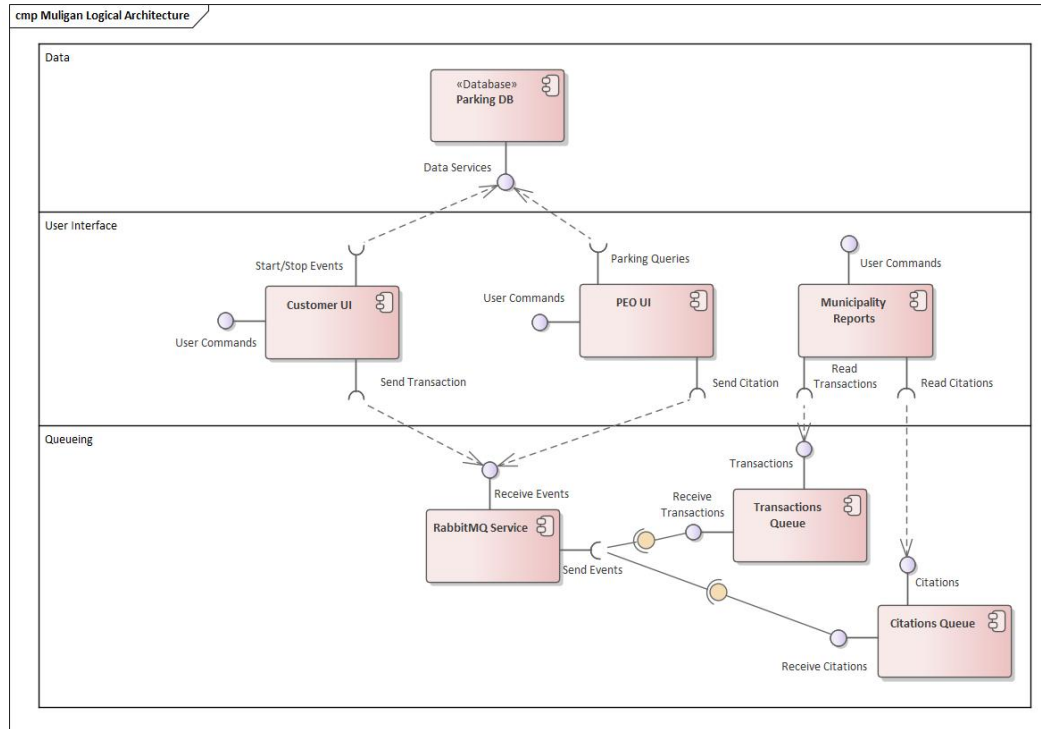 cmp Muligan Logical Architecture
Data
«Database»
Parking DB
Data Services
User Interface
Start/Stop Events
Parking Queries
User Commands
Customer UI
User Commands
PEO UI
User Commands
Municipality
Reports
User Commands
Send Transaction
Send Citation
Read
Transactions
Read Citations
Queueing
Transactions
Receive Events
Receive
Transactions
Transactions
Queue
RabbitMQ Service
Send Events
Citations
Citations Queue
Receive Citations